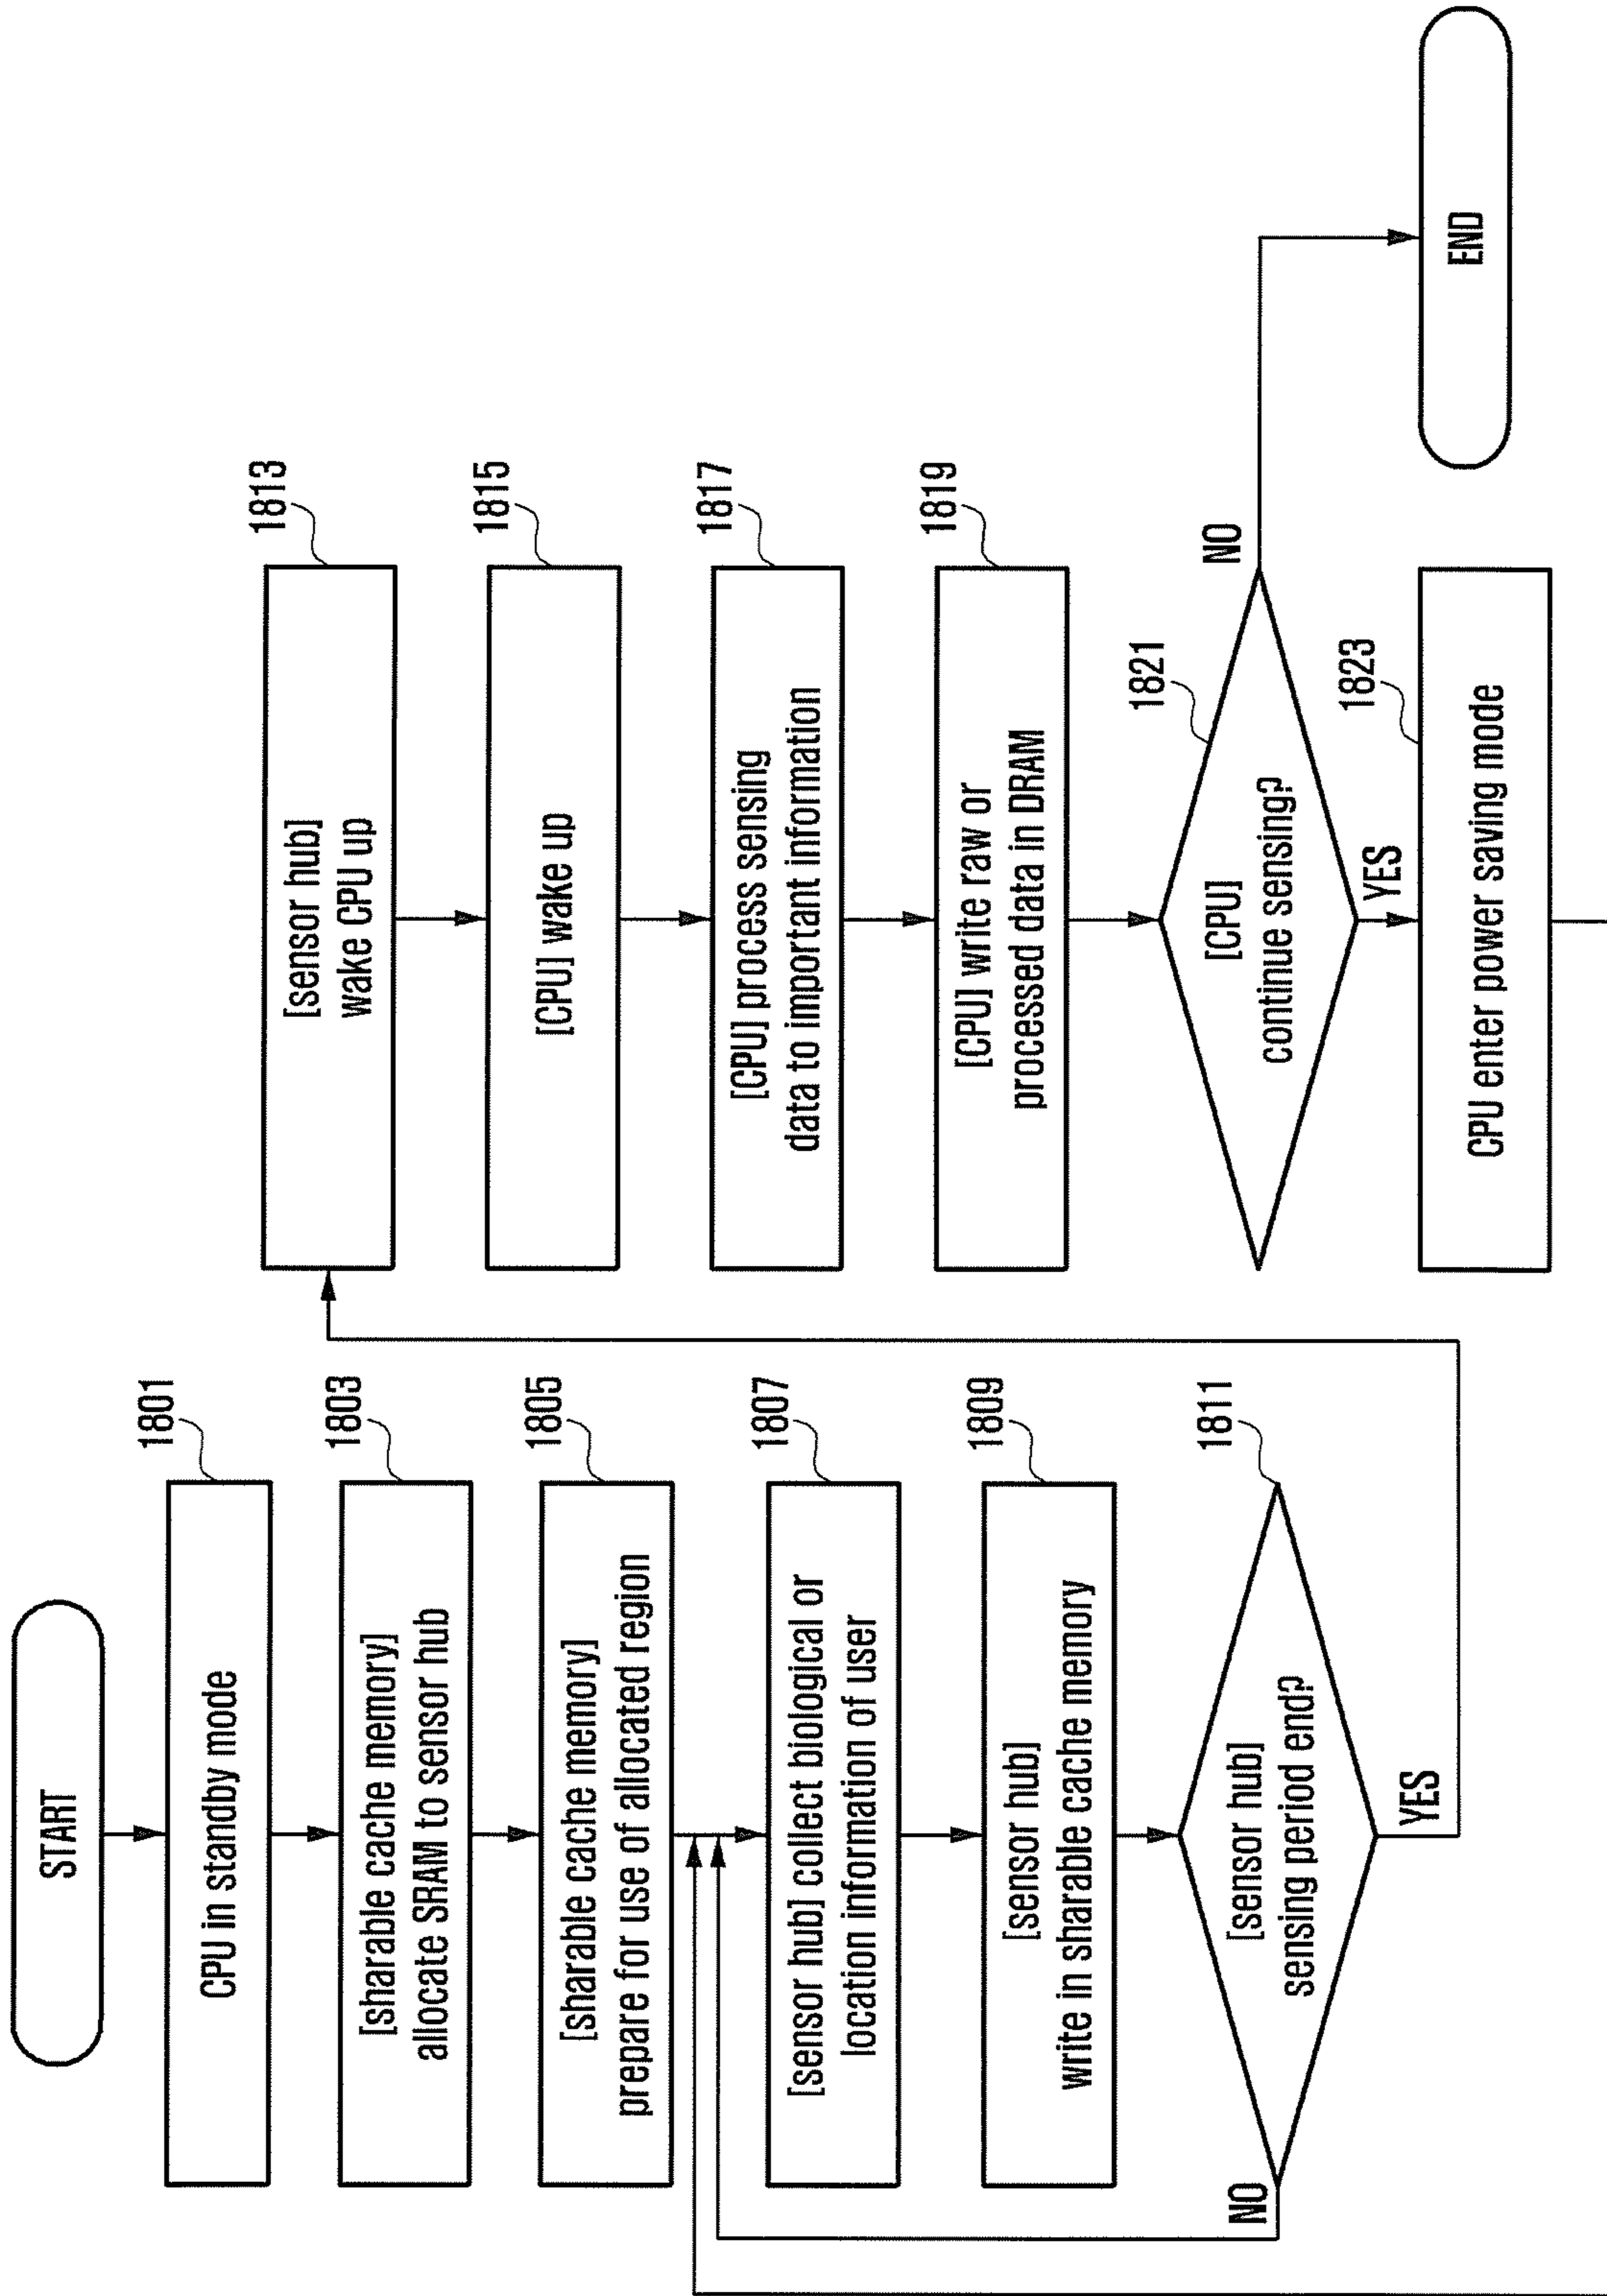 START
1801
CPU in standby mode
1803
[sharable cache memory]
allocate SRAM to sensor hub
1805
[sharable cache memory]
prepare for use of allocated region
1807
[sensor hub] collect biological or
location information of user
1809
[sensor hub]
write in sharable cache memory
1811
[sensor hub]
sensing period end?
NO
YES
1813
[sensor hub]
wake CPU up
1815
[CPU] wake up
1817
[CPU] process sensing
data to important information
1819
[CPU] write raw or
processed data in DRAM
1821
[CPU]
continue sensing?
NO
YES
1823
CPU enter power saving mode
END